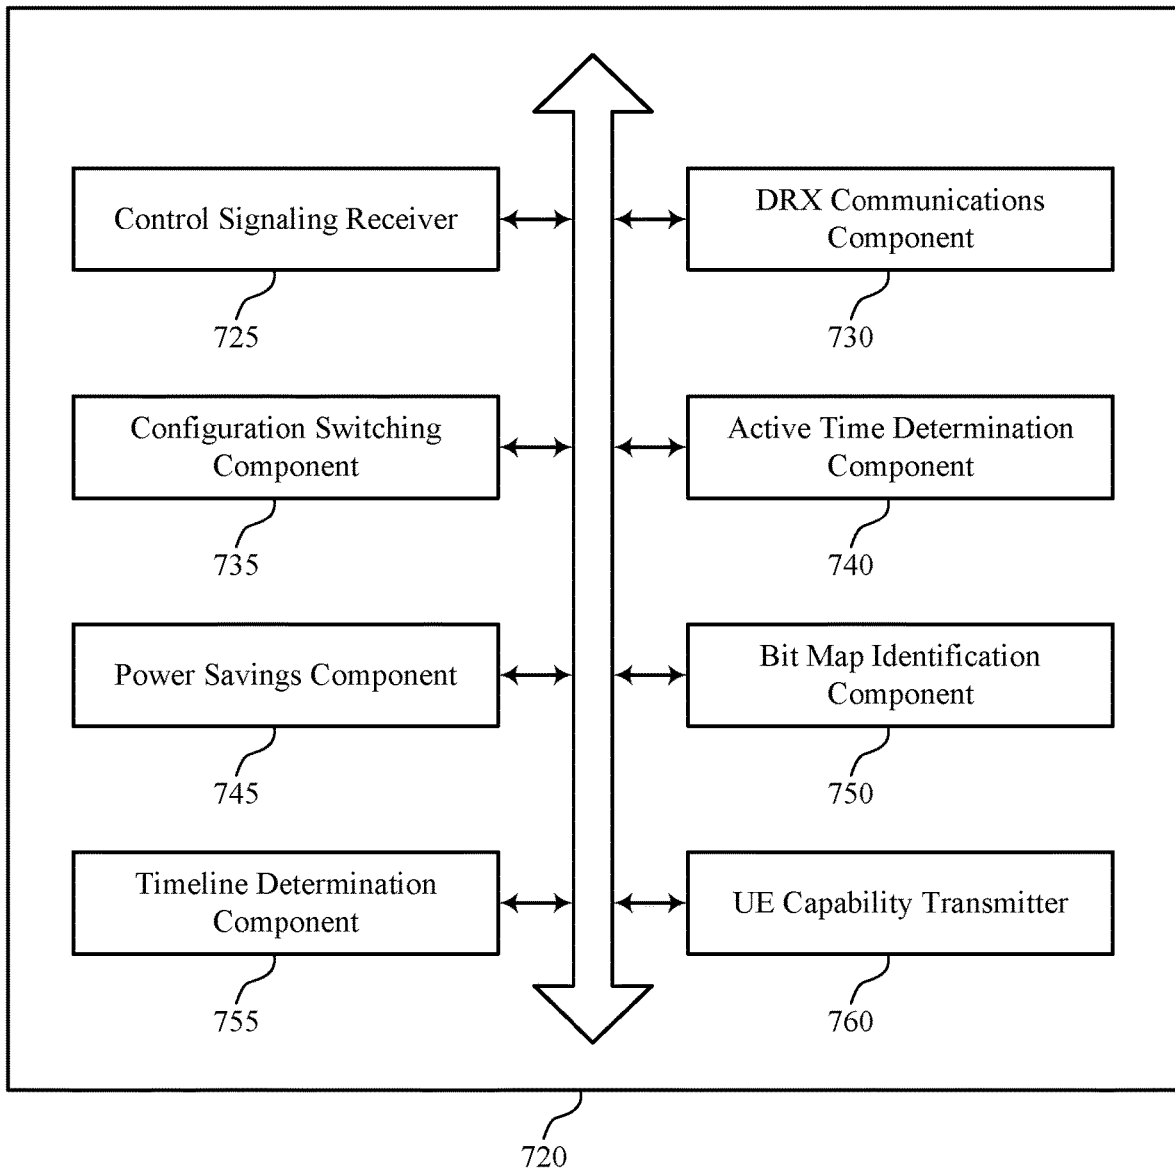 Control Signaling Receiver
725
DRX Communications
Component
730
Configuration Switching
Component
735
Active Time Determination
Component
740
Power Savings Component
745
Bit Map Identification
Component
750
Timeline Determination
Component
755
UE Capability Transmitter
760
720